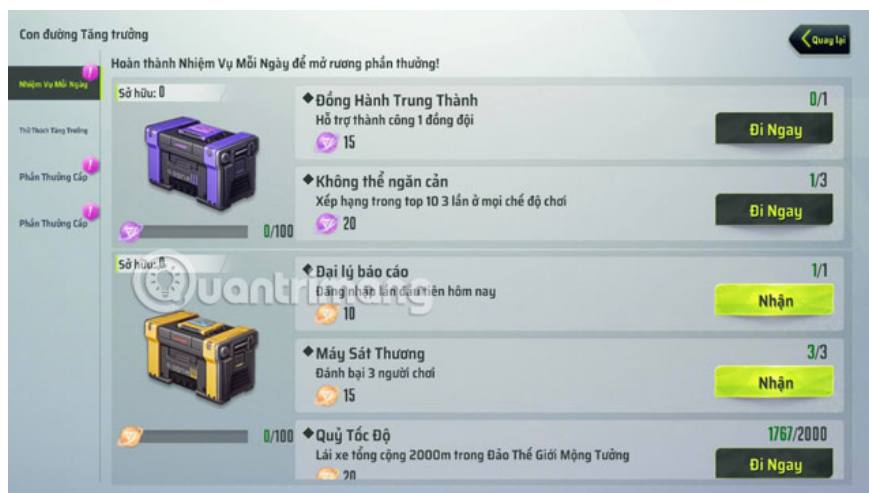 Con đường Tăng trưởng
Quay lại
Nhiệm Vụ Mỗi Ngày
Thử Thách Tăng Trưởng
Phần Thưởng Cấp
Phần Thưởng Cấp
Hoàn thành Nhiệm Vụ Mỗi Ngày để mở rương phần thưởng!
Sở hữu: 0
0/100
Đồng Hành Trung Thành
Hỗ trợ thành công 1 đồng đội
15
0/1
Đi Ngay
Không thể ngăn cản
Xếp hạng trong top 10 3 lần ở mọi chế độ chơi
20
1/3
Đi Ngay
Sở hữu: 0
0/100
Quantrimang
Đại lý báo cáo
Đăng nhập lần đầu tiên hôm nay
10
1/1
Nhận
Máy Sát Thương
Đánh bại 3 người chơi
15
3/3
Nhận
Quỷ Tốc Độ
Lái xe tổng cộng 2000m trong Đảo Thế Giới Mộng Tưởng
20
1767/2000
Đi Ngay